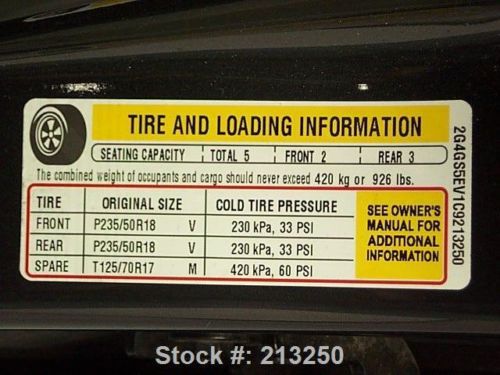 TIRE AND LOADING INFORMATION
SEATING CAPACITY TOTAL 5 FRONT 2 REAR 3
The combined weight of occupants and cargo should never exceed 420 kg or 926 lbs.
TIRE ORIGINAL SIZE COLD TIRE PRESSURE
FRONT P235/50R18 V 230 kPa, 33 PSI
REAR P235/50R18 V 230 kPa, 33 PSI
SPARE T125/70R17 M 420 kPa, 60 PSI
SEE OWNER'S
MANUAL FOR
ADDITIONAL
INFORMATION
2G4GS5EV1C9213250
Stock #: 213250